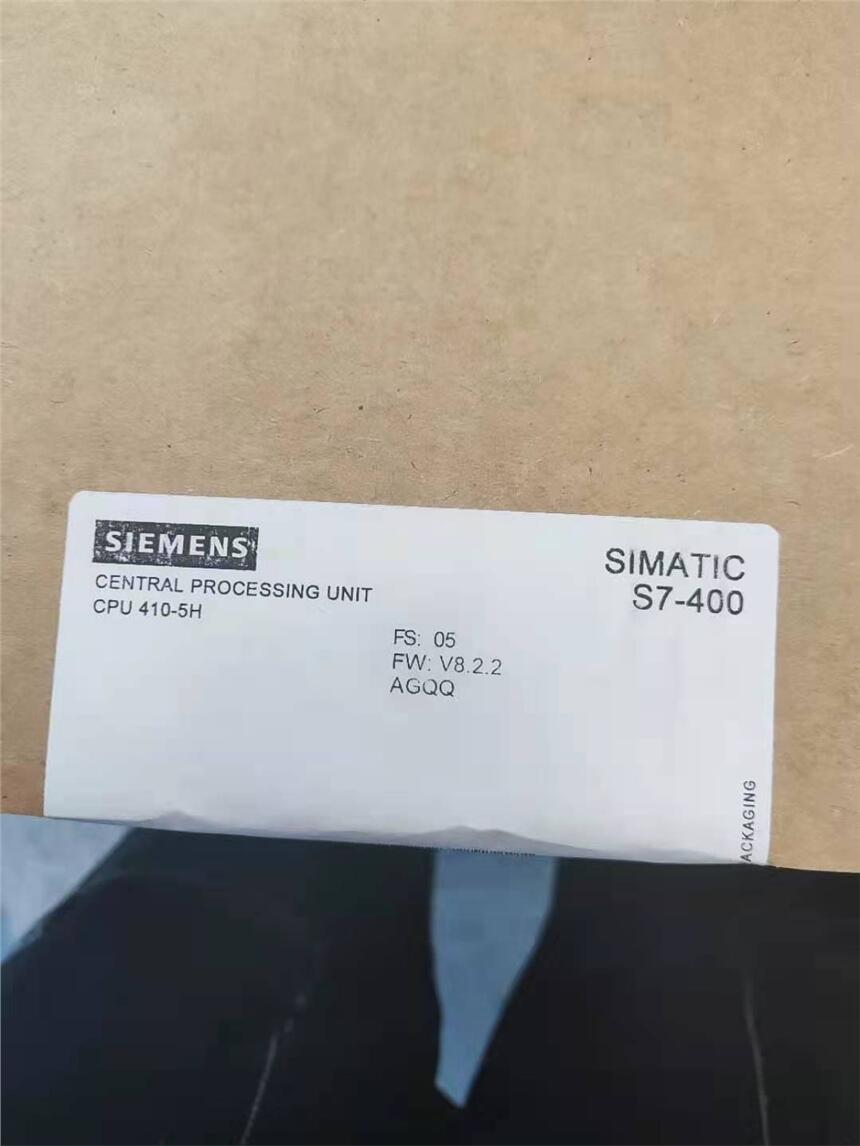 SIEMENS
CENTRAL PROCESSING UNIT
CPU 410-5H
SIMATIC
S7-400
FS: 05
FW: V8.2.2
AGQQ
ACKAGING